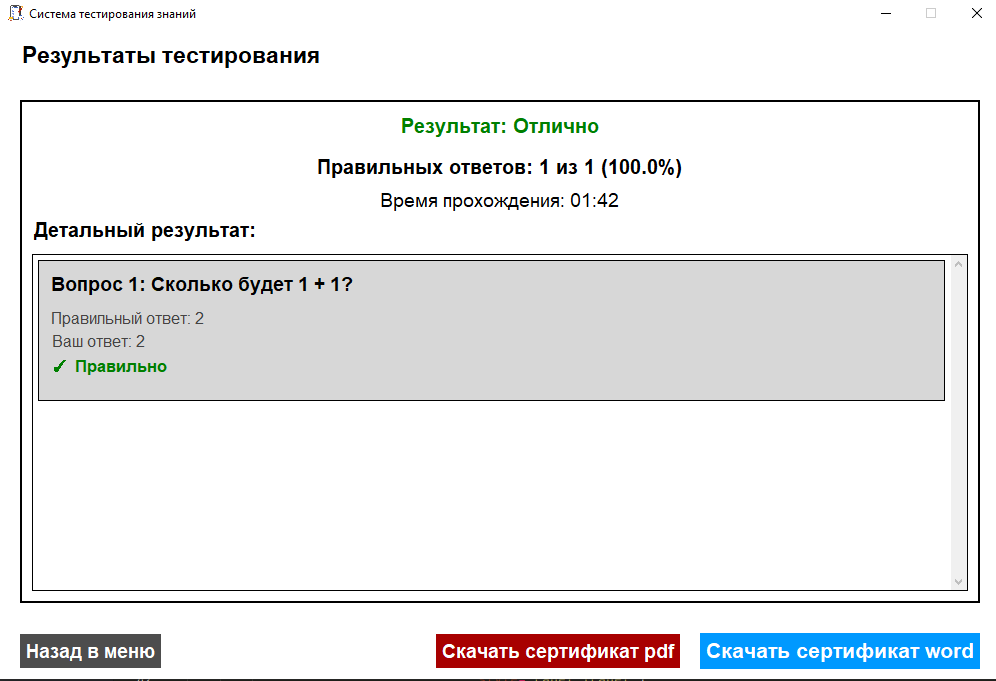 Система тестирования знаний
Результаты тестирования
Результат: Отлично
Правильных ответов: 1 из 1 (100.0%)
Время прохождения: 01:42
Детальный результат:
Вопрос 1: Сколько будет 1 + 1?
Правильный ответ: 2
Ваш ответ: 2
✓ Правильно
Назад в меню
Скачать сертификат pdf
Скачать сертификат word